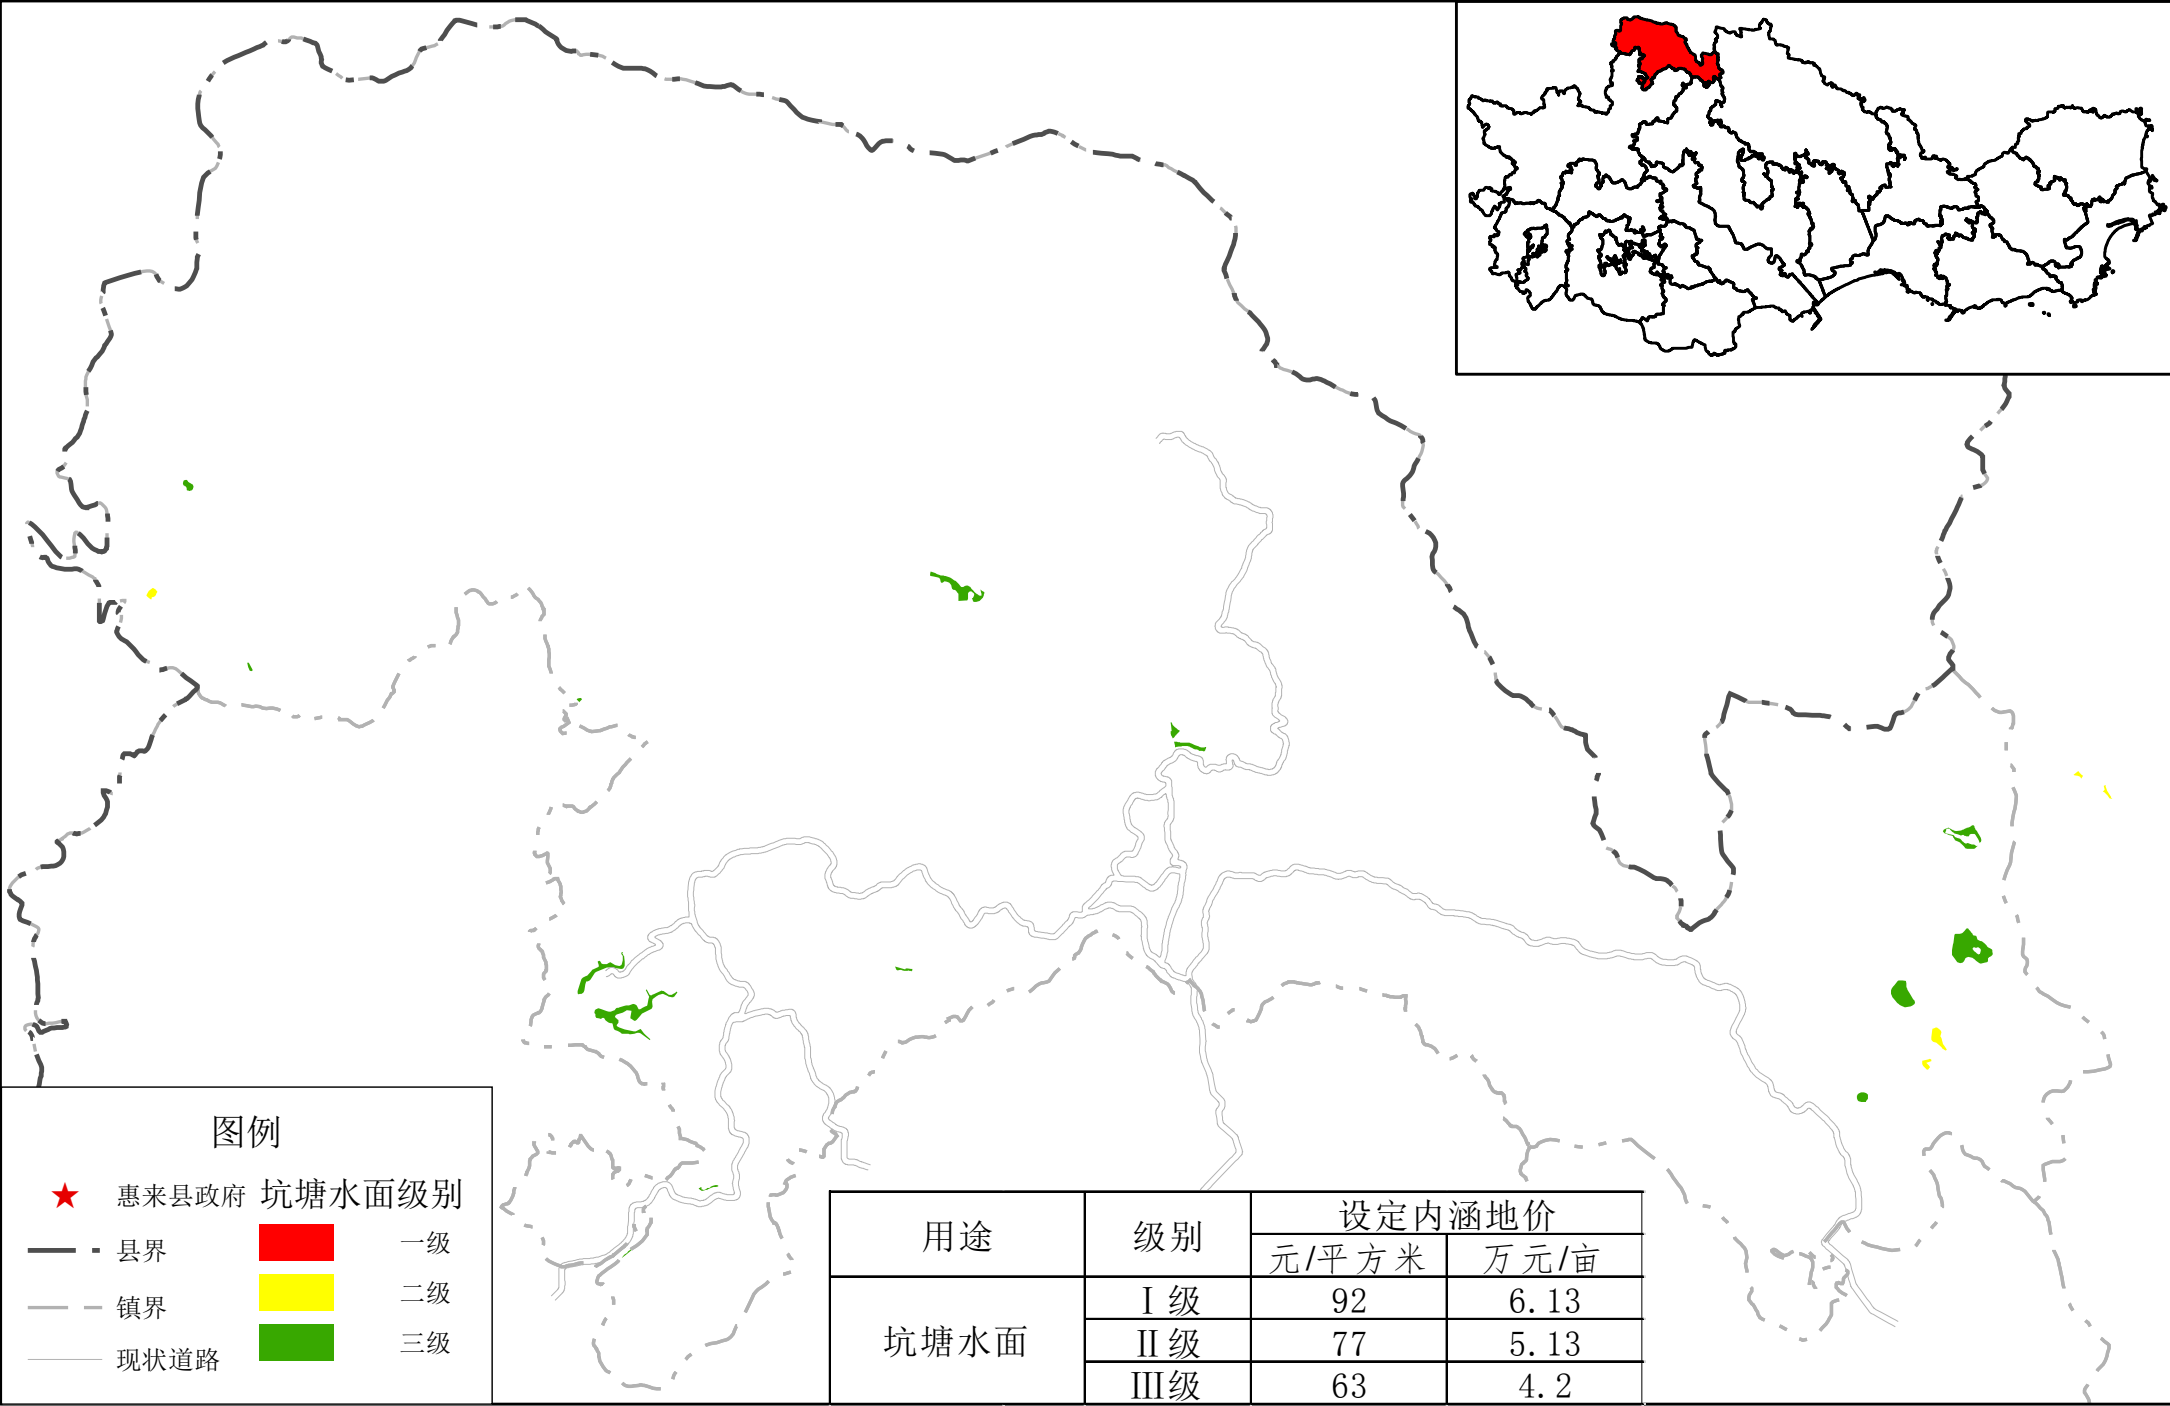 图例
惠来县政府
坑塘水面级别
县界
一级
镇界
二级
现状道路
三级
用途 级别 设定内涵地价
元/平方米 万元/亩
坑塘水面
Ⅰ级 92 6.13
Ⅱ级 77 5.13
Ⅲ级 63 4.2